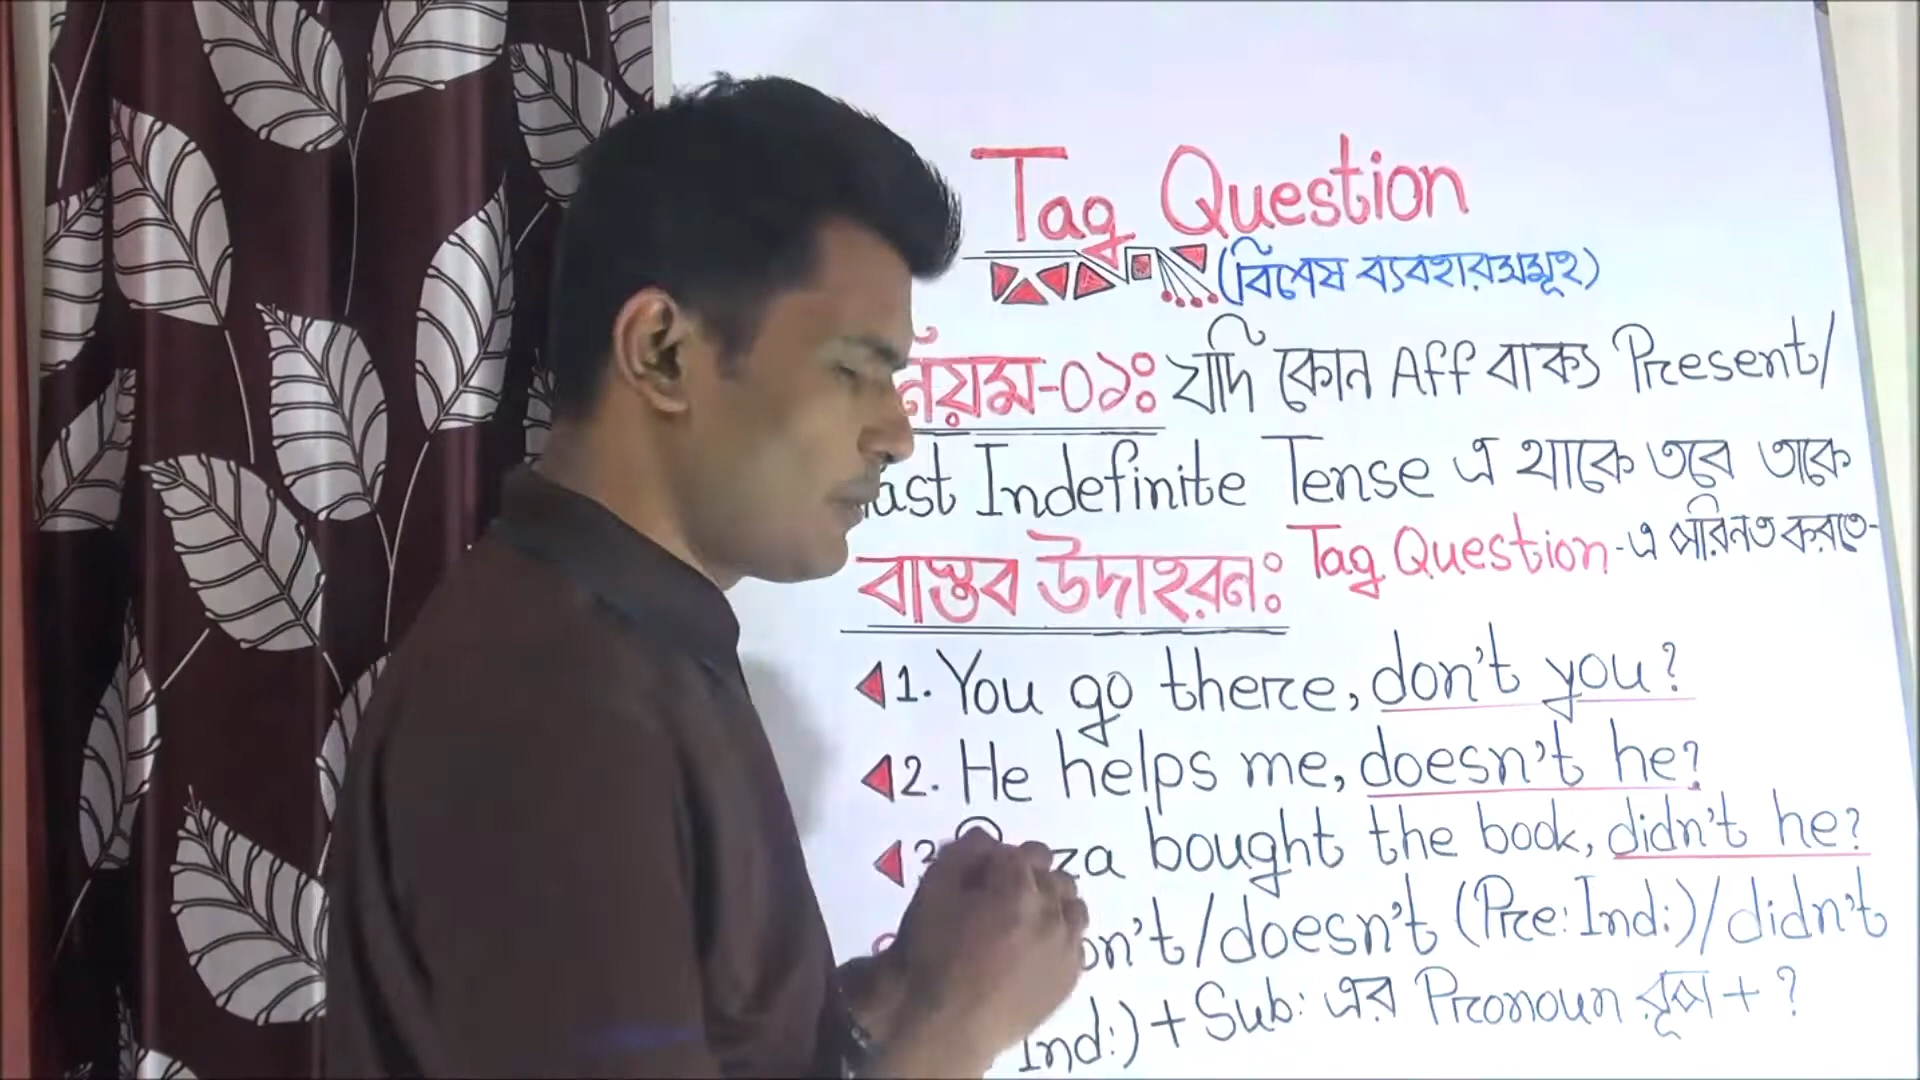 Tag Question
(বিশেষ ব্যবহারসমূহ)
নিয়ম-০১ঃ যদি কোন Aff বাক্য Present/
ast Indefinite Tense এ থাকে তবে তাকে
বাস্তব উদাহরনঃ Tag Question-এ পরিনত করতে-
1. You go there, don't you?
2. He helps me, doesn't he?
3 za bought the book, didn't he?
on't/doesn't (Pre:Ind:)/didn't
Ind:)+Sub: এর Pronoun রূপ+?